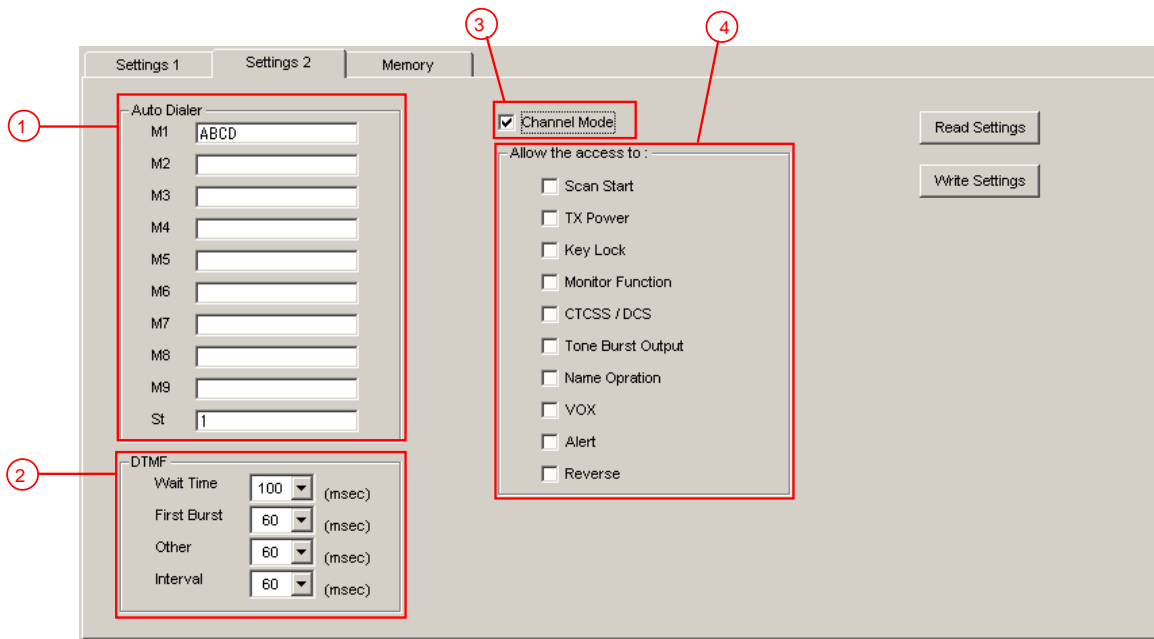 3
4
Settings 1
Settings 2
Memory
1
Auto Dialer
M1 ABCD
M2
M3
M4
M5
M6
M7
M8
M9
St 1
2
DTMF
Wait Time 100 (msec)
First Burst 60 (msec)
Other 60 (msec)
Interval 60 (msec)
Channel Mode
Allow the access to :
Scan Start
TX Power
Key Lock
Monitor Function
CTCSS / DCS
Tone Burst Output
Name Opration
VOX
Alert
Reverse
Read Settings
Write Settings